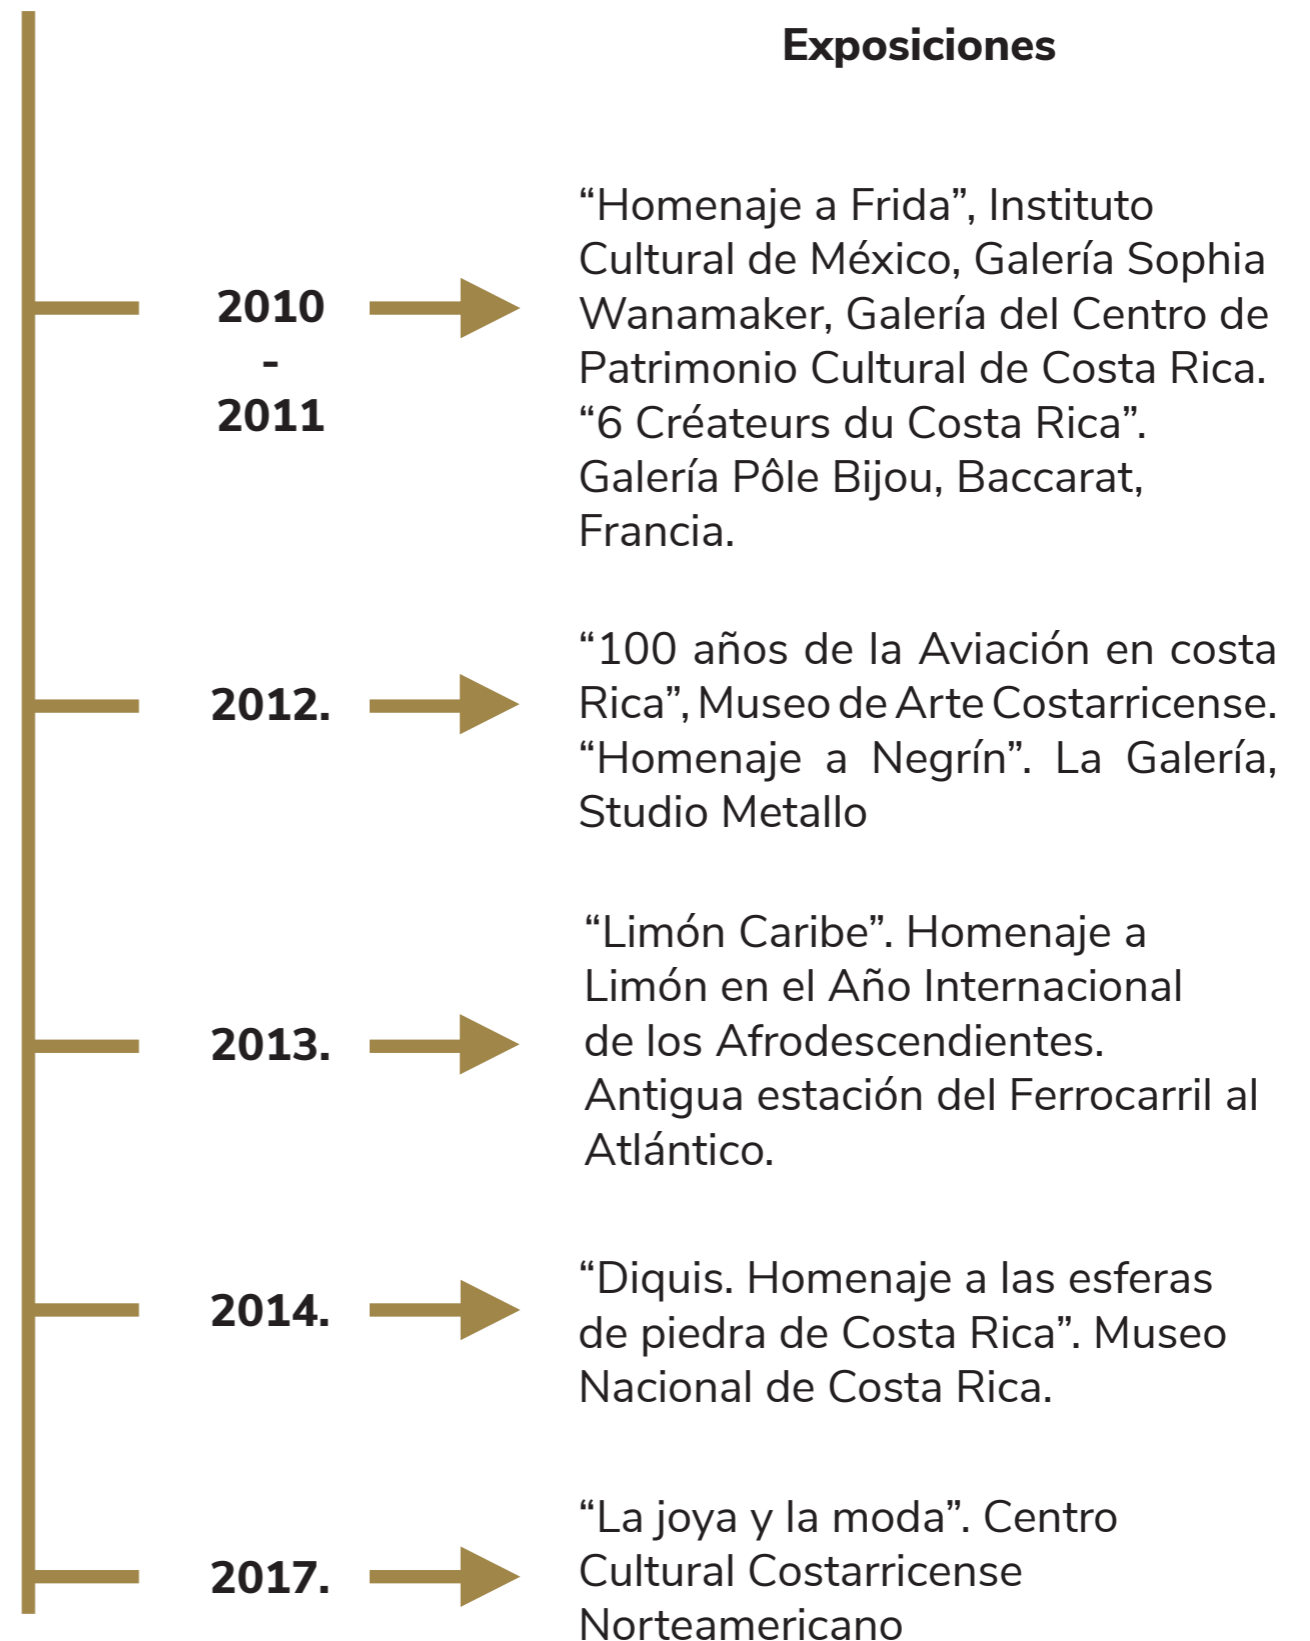 Exposiciones
2010
-
2011
“Homenaje a Frida”, Instituto
Cultural de México, Galería Sophia
Wanamaker, Galería del Centro de
Patrimonio Cultural de Costa Rica.
“6 Créateurs du Costa Rica”.
Galería Pôle Bijou, Baccarat,
Francia.
2012.
“100 años de la Aviación en costa
Rica”, Museo de Arte Costarricense.
“Homenaje a Negrín”. La Galería,
Studio Metallo
2013.
“Limón Caribe”. Homenaje a
Limón en el Año Internacional
de los Afrodescendientes.
Antigua estación del Ferrocarril al
Atlántico.
2014.
“Diquis. Homenaje a las esferas
de piedra de Costa Rica”. Museo
Nacional de Costa Rica.
2017.
“La joya y la moda”. Centro
Cultural Costarricense
Norteamericano